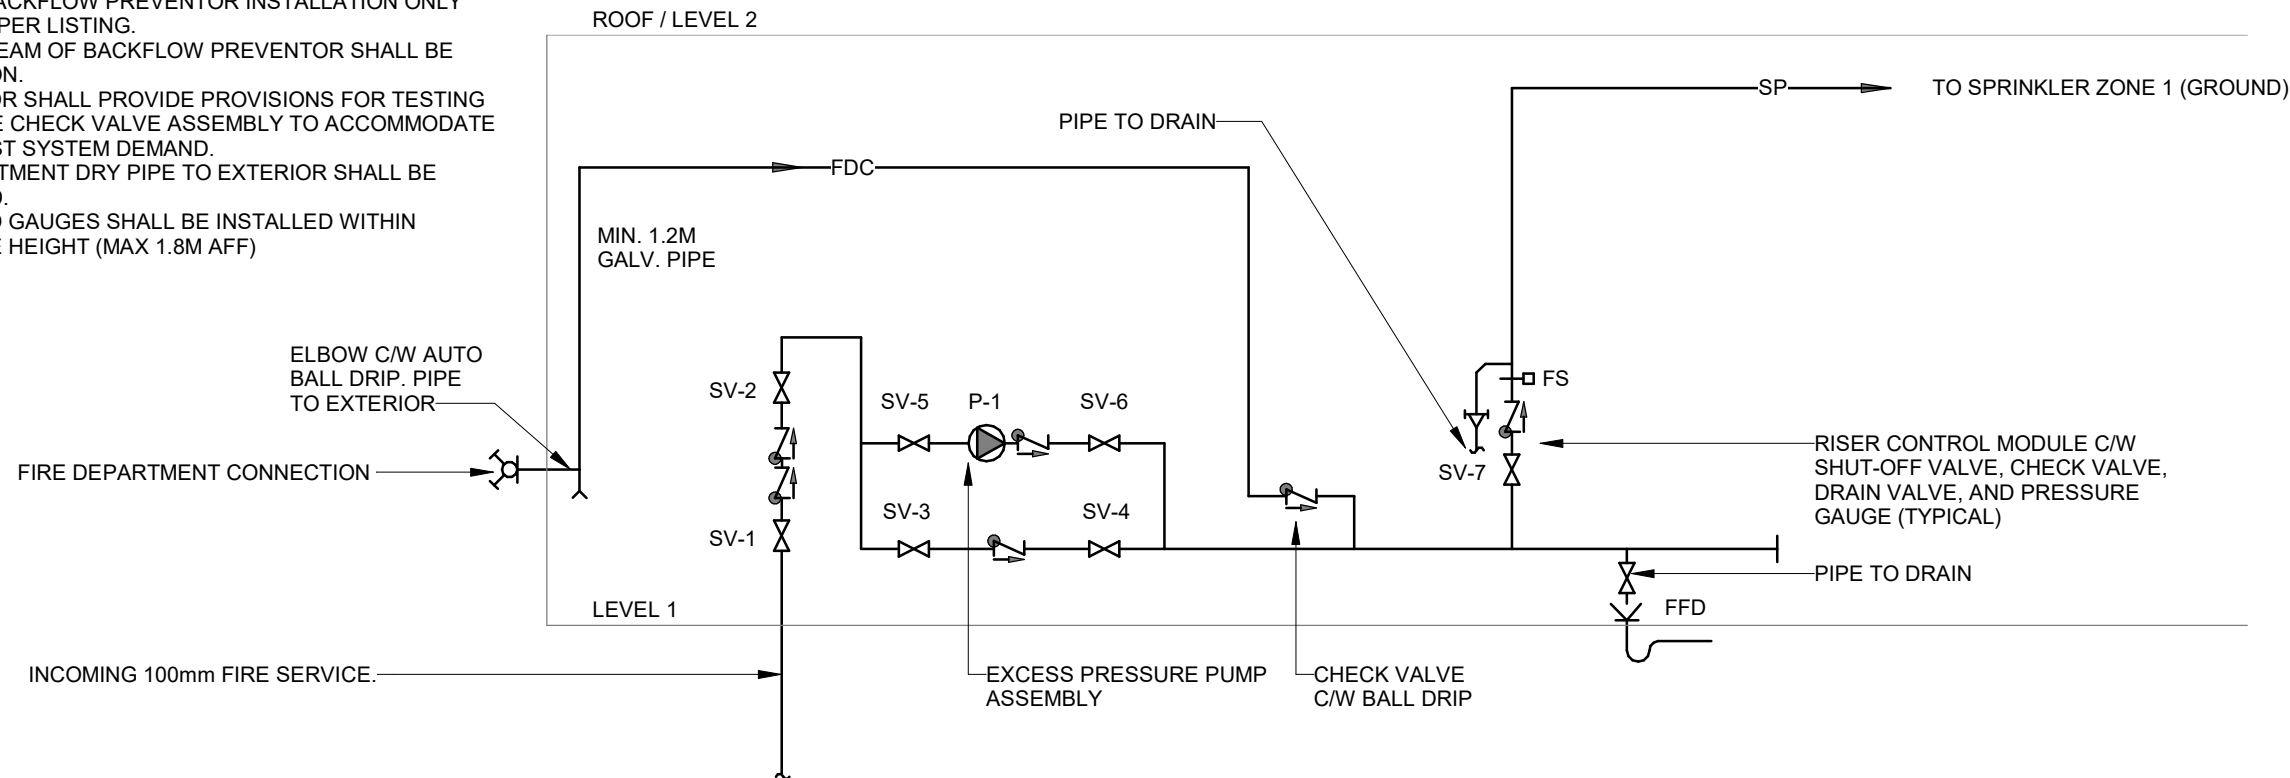 BACKFLOW PREVENTOR INSTALLATION ONLY
PER LISTING.
EAM OF BACKFLOW PREVENTOR SHALL BE
ON.
OR SHALL PROVIDE PROVISIONS FOR TESTING
E CHECK VALVE ASSEMBLY TO ACCOMMODATE
ST SYSTEM DEMAND.
TMENT DRY PIPE TO EXTERIOR SHALL BE
D.
D GAUGES SHALL BE INSTALLED WITHIN
E HEIGHT (MAX 1.8M AFF)
ROOF / LEVEL 2
SP
TO SPRINKLER ZONE 1 (GROUND)
PIPE TO DRAIN
FDC
MIN. 1.2M
GALV. PIPE
ELBOW C/W AUTO
BALL DRIP. PIPE
TO EXTERIOR
FIRE DEPARTMENT CONNECTION
SV-2
SV-1
SV-5
P-1
SV-6
SV-3
SV-4
FS
SV-7
RISER CONTROL MODULE C/W
SHUT-OFF VALVE, CHECK VALVE,
DRAIN VALVE, AND PRESSURE
GAUGE (TYPICAL)
PIPE TO DRAIN
FFD
LEVEL 1
INCOMING 100mm FIRE SERVICE.
EXCESS PRESSURE PUMP
ASSEMBLY
CHECK VALVE
C/W BALL DRIP